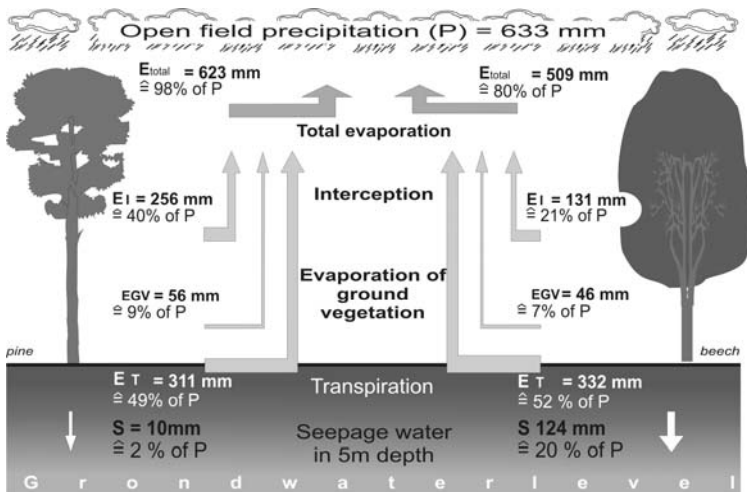 Open field precipitation (P) = 633 mm
Etotal = 623 mm
≙ 98% of P
Etotal = 509 mm
≙ 80% of P
Total evaporation
EI = 256 mm
≙ 40% of P
Interception
EI = 131 mm
≙ 21% of P
EGV = 56 mm
≙ 9% of P
Evaporation of
ground
vegetation
EGV = 46 mm
≙ 7% of P
pine
beech
E T = 311 mm
≙ 49% of P
Transpiration
E T = 332 mm
≙ 52 % of P
S = 10mm
≙ 2 % of P
Seepage water
in 5m depth
S 124 mm
≙ 20 % of P
G r o n d w a t e r l e v e l